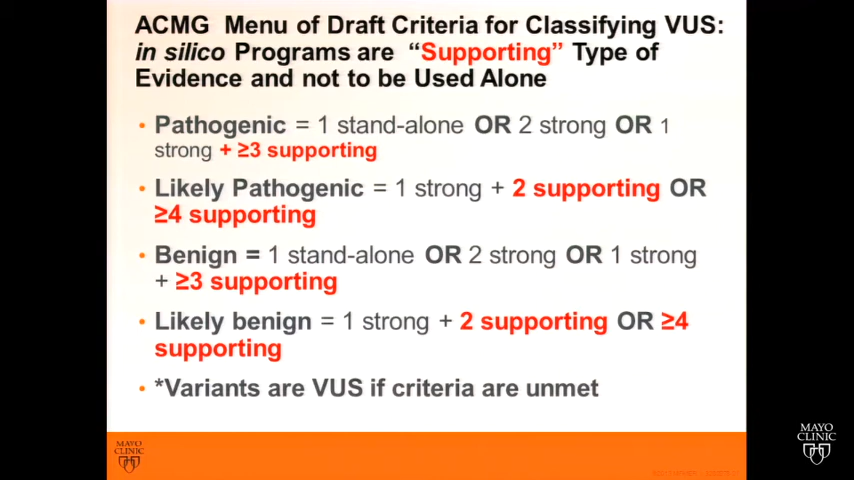 ACMG Menu of Draft Criteria for Classifying VUS:
in silico Programs are “Supporting” Type of
Evidence and not to be Used Alone
• Pathogenic = 1 stand-alone OR 2 strong OR 1
strong + ≥3 supporting
• Likely Pathogenic = 1 strong + 2 supporting OR
≥4 supporting
• Benign = 1 stand-alone OR 2 strong OR 1 strong
+ ≥3 supporting
• Likely benign = 1 strong + 2 supporting OR ≥4
supporting
• *Variants are VUS if criteria are unmet
MAYO
CLINIC
MAYO
CLINIC